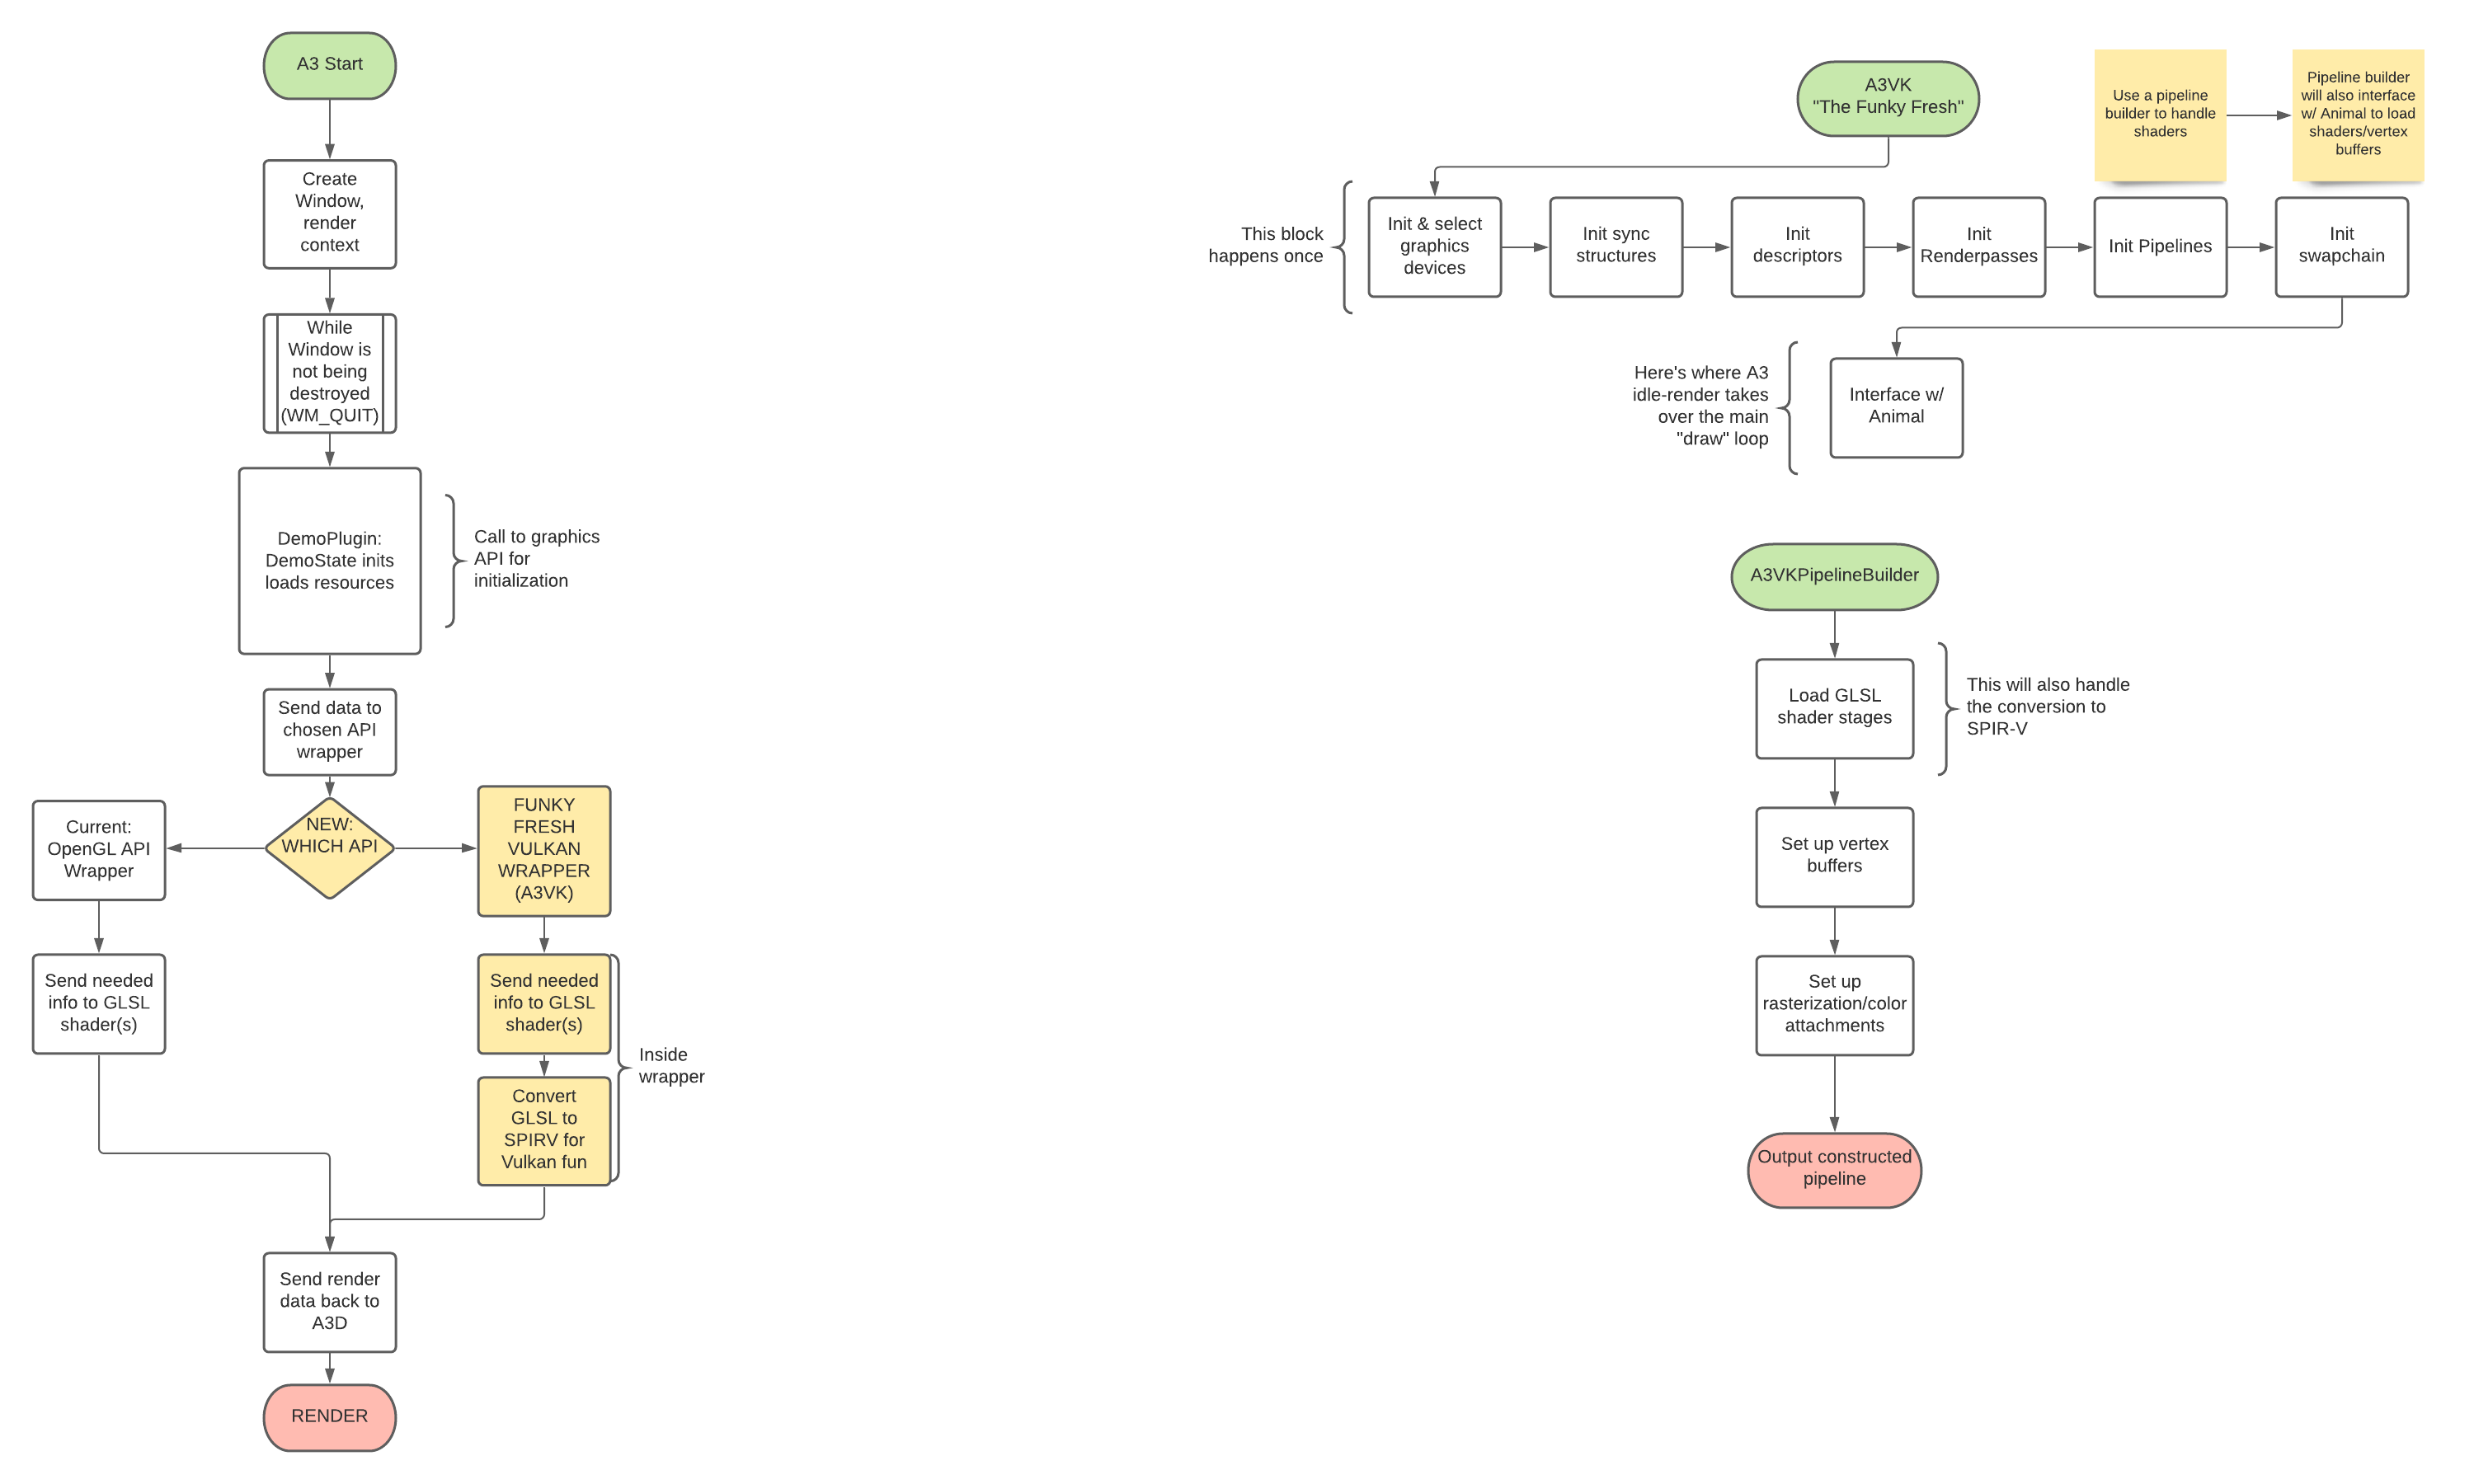 A3 Start
Create
Window,
render
context
While
Window is
not being
destroyed
(WM_QUIT)
DemoPlugin:
DemoState inits
loads resources
Call to graphics
API for
initialization
Send data to
chosen API
wrapper
NEW:
WHICH API
Current:
OpenGL API
Wrapper
FUNKY
FRESH
VULKAN
WRAPPER
(A3VK)
Send needed
info to GLSL
shader(s)
Send needed
info to GLSL
shader(s)
Convert
GLSL to
SPIRV for
Vulkan fun
Inside
wrapper
Send render
data back to
A3D
RENDER
A3VK
"The Funky Fresh"
Use a pipeline
builder to handle
shaders
Pipeline builder
will also interface
w/ Animal to load
shaders/vertex
buffers
This block
happens once
Init & select
graphics
devices
Init sync
structures
Init
descriptors
Init
Renderpasses
Init Pipelines
Init
swapchain
Here's where A3
idle-render takes
over the main
"draw" loop
Interface w/
Animal
A3VKPipelineBuilder
Load GLSL
shader stages
This will also handle
the conversion to
SPIR-V
Set up vertex
buffers
Set up
rasterization/color
attachments
Output constructed
pipeline